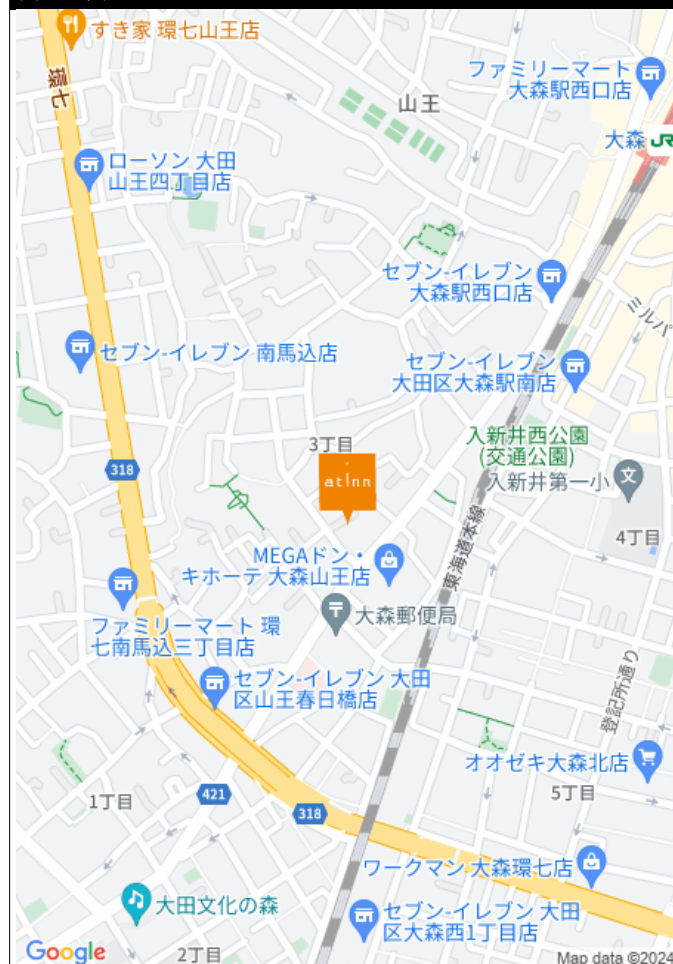 すき家 環七山王店
環七
ファミリーマート
大森駅西口店
山王
大森 JR
ローソン 大田
山王四丁目店
セブン-イレブン
大森駅西口店
ミルパ
セブン-イレブン 南馬込店
セブン-イレブン
大田区大森駅南店
3丁目
入新井西公園
(交通公園)
318
atinn
入新井第一小
文
東海道本線
4丁目
MEGAドン・
キホーテ 大森山王店
ファミリーマート 環
七南馬込三丁目店
大森郵便局
セブン-イレブン 大田
区山王春日橋店
登記所通り
オオゼキ大森北店
1丁目
421
318
5丁目
ワークマン 大森環七店
大田文化の森
セブン-イレブン 大田
区大森西1丁目店
Google
2丁目
Map data ©2024